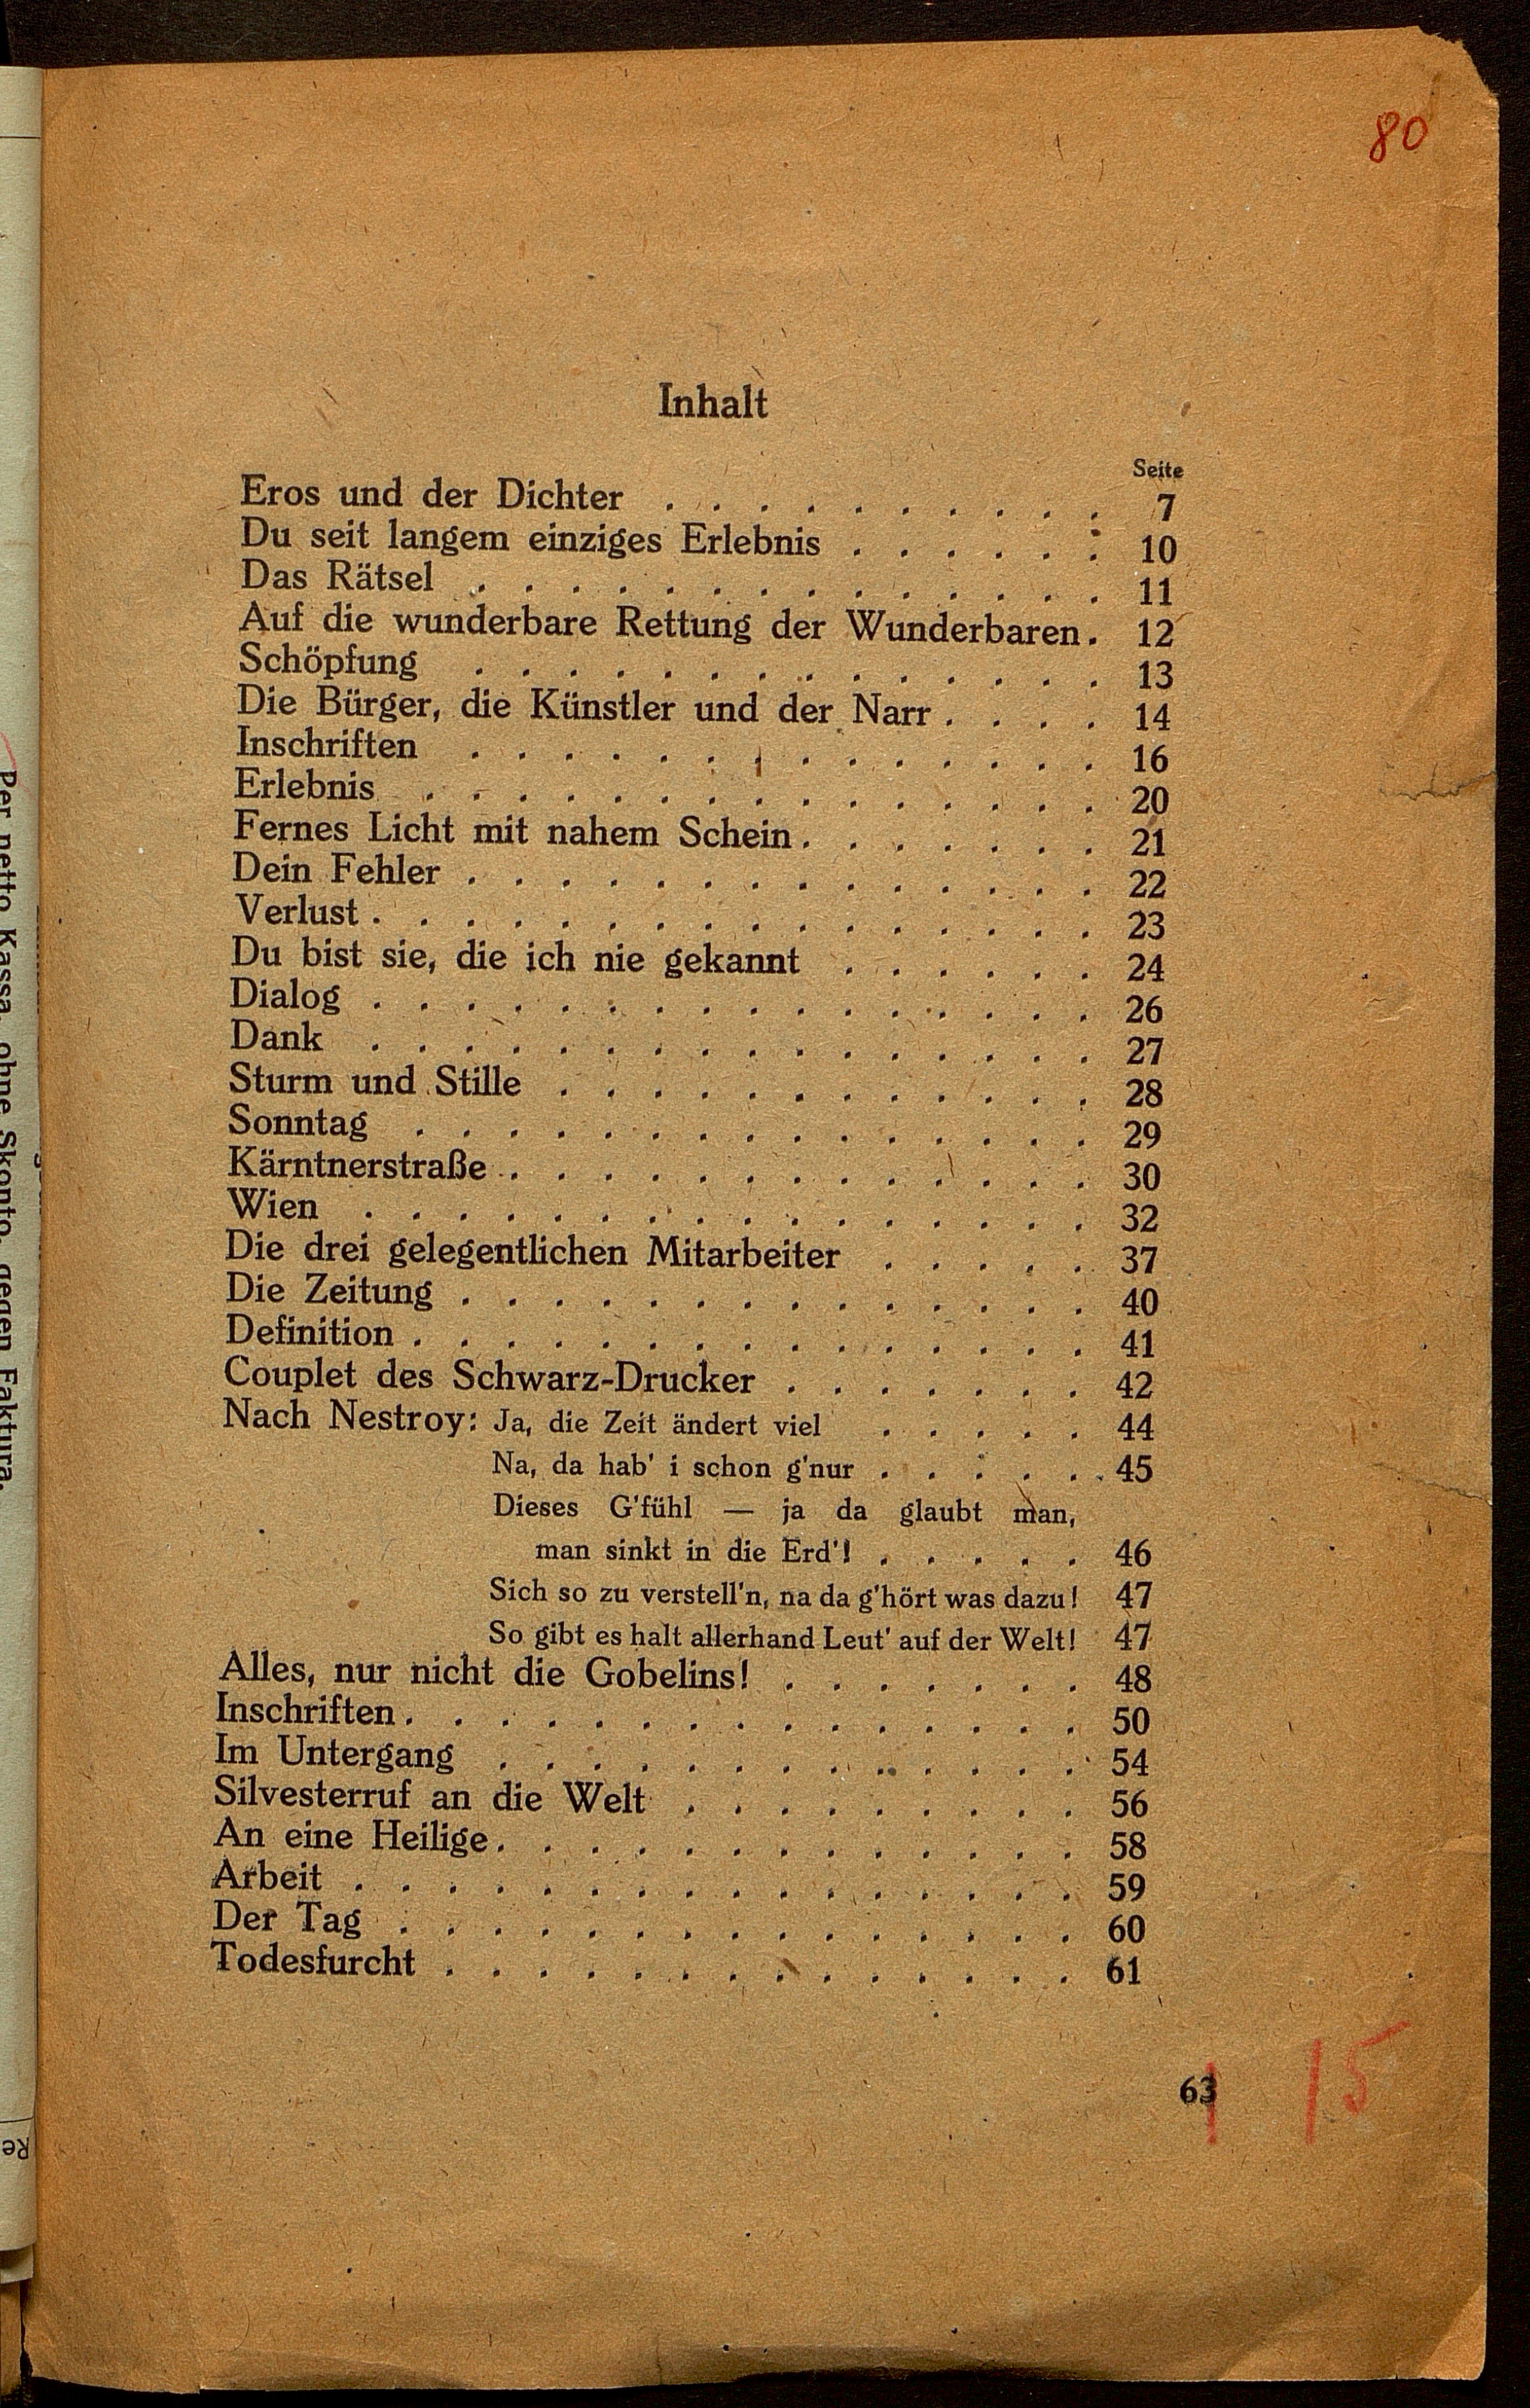 80
Inhalt
Seite
Eros und der Dichter . . . . . . . . . . 7
Du seit langem einziges Erlebnis . . . . . . 10
Das Rätsel . . . . . . . . . . . . . . 11
Auf die wunderbare Rettung der Wunderbaren. 12
Schöpfung . . . . . . . . . . . . . . 13
Die Bürger, die Künstler und der Narr . . . . 14
Inschriften . . . . . . . . . . . . . . 16
Erlebnis . . . . . . . . . . . . . . . 20
Fernes Licht mit nahem Schein . . . . . . . 21
Dein Fehler . . . . . . . . . . . . . . 22
Verlust . . . . . . . . . . . . . . . . 23
Du bist sie, die ich nie gekannt . . . . . . 24
Dialog . . . . . . . . . . . . . . . . 26
Dank . . . . . . . . . . . . . . . . 27
Sturm und Stille . . . . . . . . . . . . 28
Sonntag . . . . . . . . . . . . . . . 29
Kärntnerstraße . . . . . . . . . . . . . 30
Wien . . . . . . . . . . . . . . . . 32
Die drei gelegentlichen Mitarbeiter . . . . . 37
Die Zeitung . . . . . . . . . . . . . . 40
Definition . . . . . . . . . . . . . . . 41
Couplet des Schwarz-Drucker . . . . . . . 42
Nach Nestroy: Ja, die Zeit ändert viel . . . . . 44
Na, da hab' i schon g'nur . . . . . 45
Dieses G'fühl — ja da glaubt man,
man sinkt in die Erd'! . . . . . 46
Sich so zu verstell'n, na da g'hört was dazu! 47
So gibt es halt allerhand Leut' auf der Welt! 47
Alles, nur nicht die Gobelins! . . . . . . . 48
Inschriften . . . . . . . . . . . . . . . 50
Im Untergang . . . . . . . . . . . . . 54
Silvesterruf an die Welt . . . . . . . . . 56
An eine Heilige . . . . . . . . . . . . . 58
Arbeit . . . . . . . . . . . . . . . . 59
Der Tag . . . . . . . . . . . . . . . 60
Todesfurcht . . . . . . . . . . . . . . 61
63
15
Per netto Kassa, ohne Skonto, gegen Faktura.